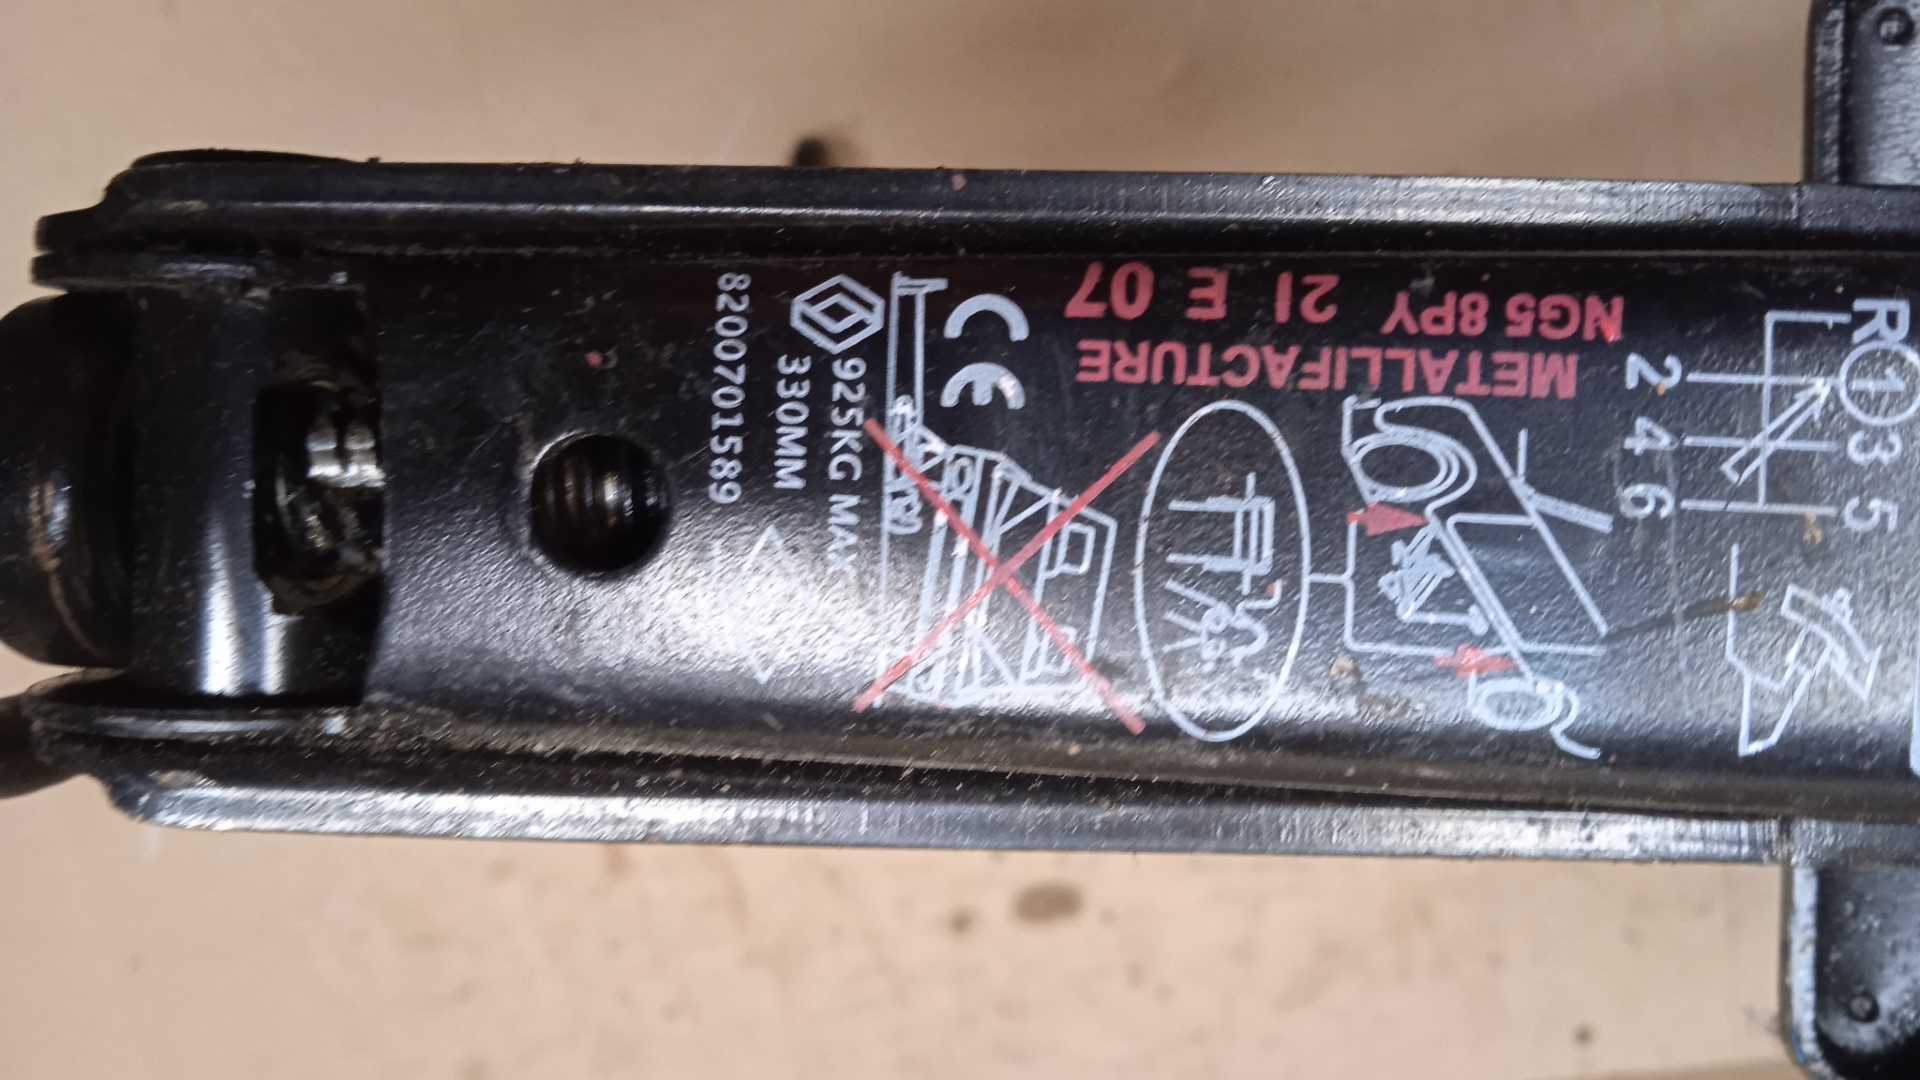 METALLIFACTURE
NG5 8PY 21 E 07
CE
925KG MAX
330MM
8200701589
R 1 3 5
2 4 6